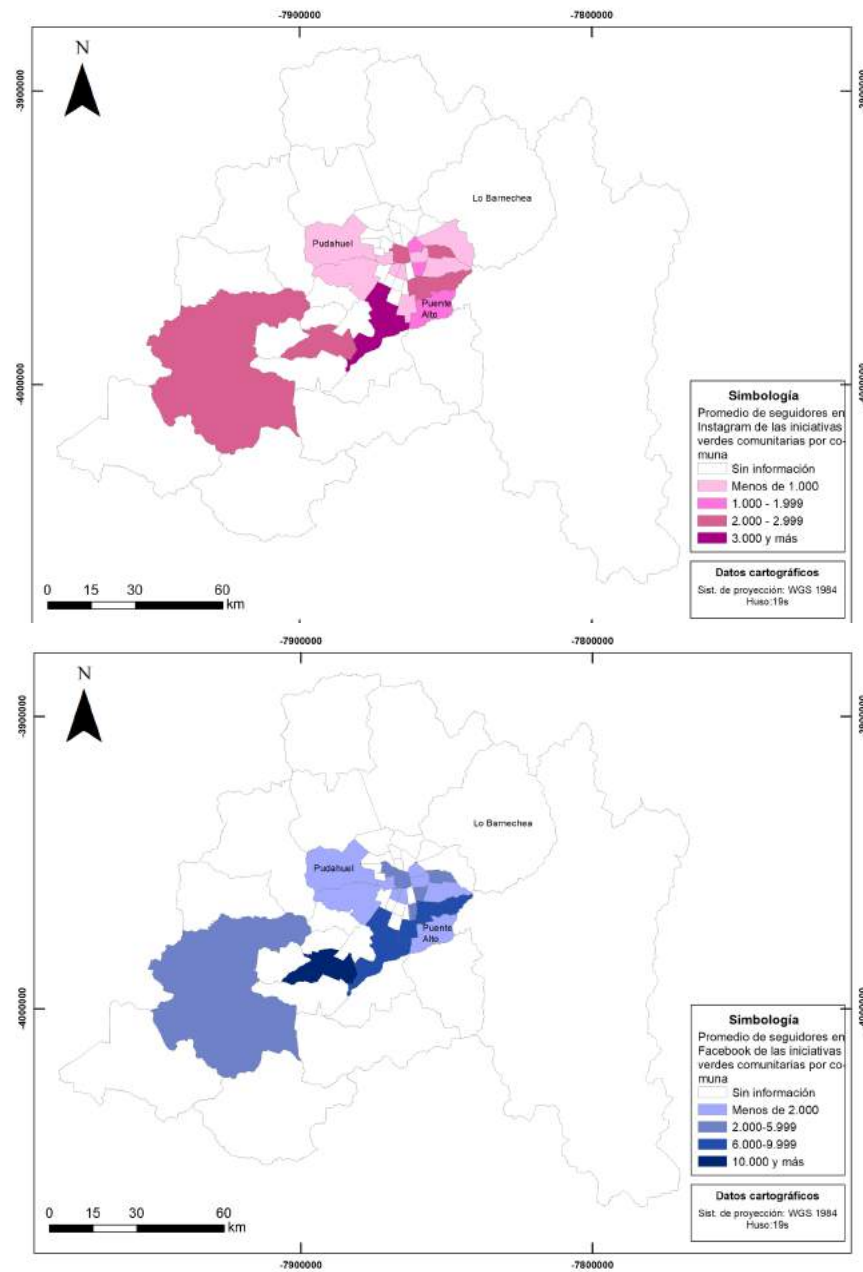 -7900000
-7800000
N
-3900000
-3900000
Lo Barnechea
Pudahuel
Puente
Alto
-4000000
-4000000
Simbología
Promedio de seguidores en
Instagram de las iniciativas
verdes comunitarias por co-
muna
Sin información
Menos de 1.000
1.000 - 1.999
2.000 - 2.999
3.000 y más
Datos cartográficos
Sist. de proyección: WGS 1984
Huso:19s
0 15 30 60
km
-7900000
-7800000
N
-3900000
-3900000
Lo Barnechea
Pudahuel
Puente
Alto
-4000000
-4000000
Simbología
Promedio de seguidores en
Facebook de las iniciativas
verdes comunitarias por co-
muna
Sin información
Menos de 2.000
2.000-5.999
6.000-9.999
10.000 y más
Datos cartográficos
Sist. de proyección: WGS 1984
Huso:19s
0 15 30 60
km
-7900000
-7800000